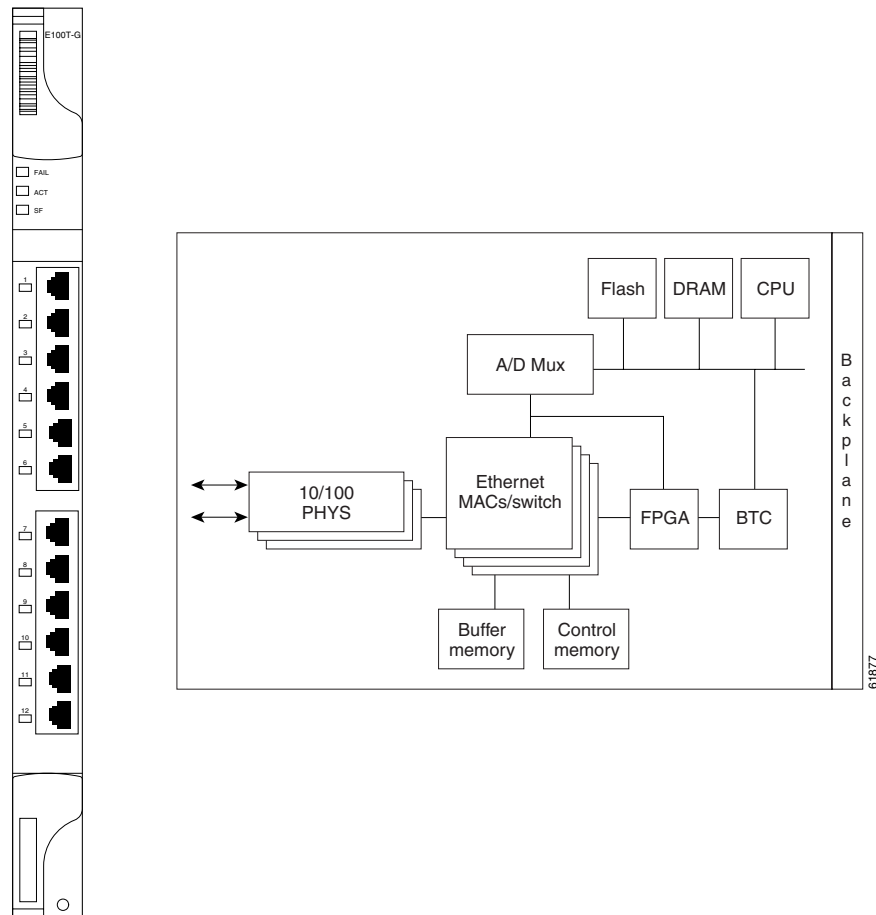 E100T-G
FAIL
ACT
SF
1
2
3
4
5
6
7
8
9
10
11
12
Flash
DRAM
CPU
A/D Mux
Ethernet
MACs/switch
10/100
PHYS
FPGA
BTC
Buffer
memory
Control
memory
Backplane
61877